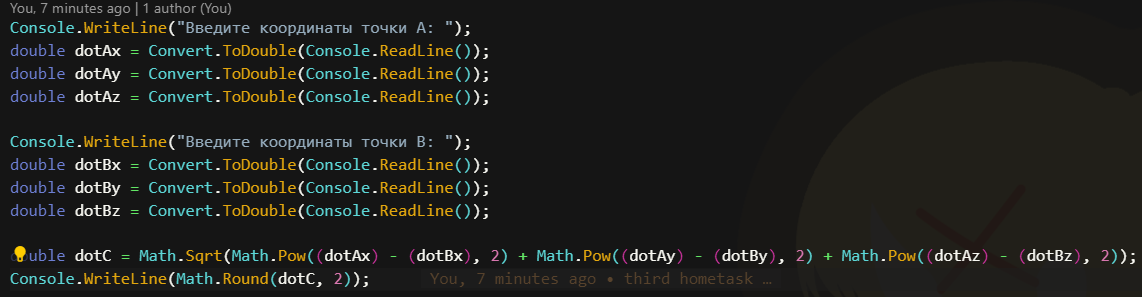 You, 7 minutes ago | 1 author (You)
Console.WriteLine("Введите координаты точки А: ");
double dotAx = Convert.ToDouble(Console.ReadLine());
double dotAy = Convert.ToDouble(Console.ReadLine());
double dotAz = Convert.ToDouble(Console.ReadLine());
Console.WriteLine("Введите координаты точки В: ");
double dotBx = Convert.ToDouble(Console.ReadLine());
double dotBy = Convert.ToDouble(Console.ReadLine());
double dotBz = Convert.ToDouble(Console.ReadLine());
double dotC = Math.Sqrt(Math.Pow((dotAx) - (dotBx), 2) + Math.Pow((dotAy) - (dotBy), 2) + Math.Pow((dotAz) - (dotBz), 2));
Console.WriteLine(Math.Round(dotC, 2)); You, 7 minutes ago • third hometask …